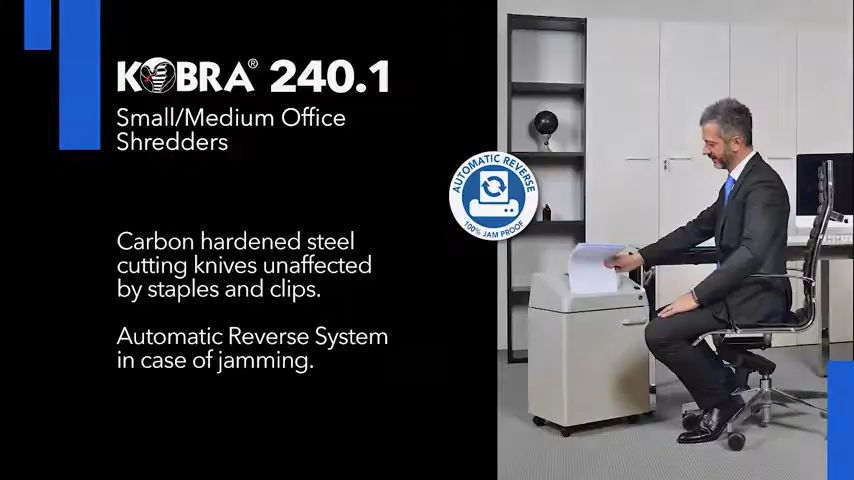 KOBRA® 240.1
Small/Medium Office
Shredders
AUTOMATIC REVERSE
100% JAM PROOF
Carbon hardened steel
cutting knives unaffected
by staples and clips.
Automatic Reverse System
in case of jamming.